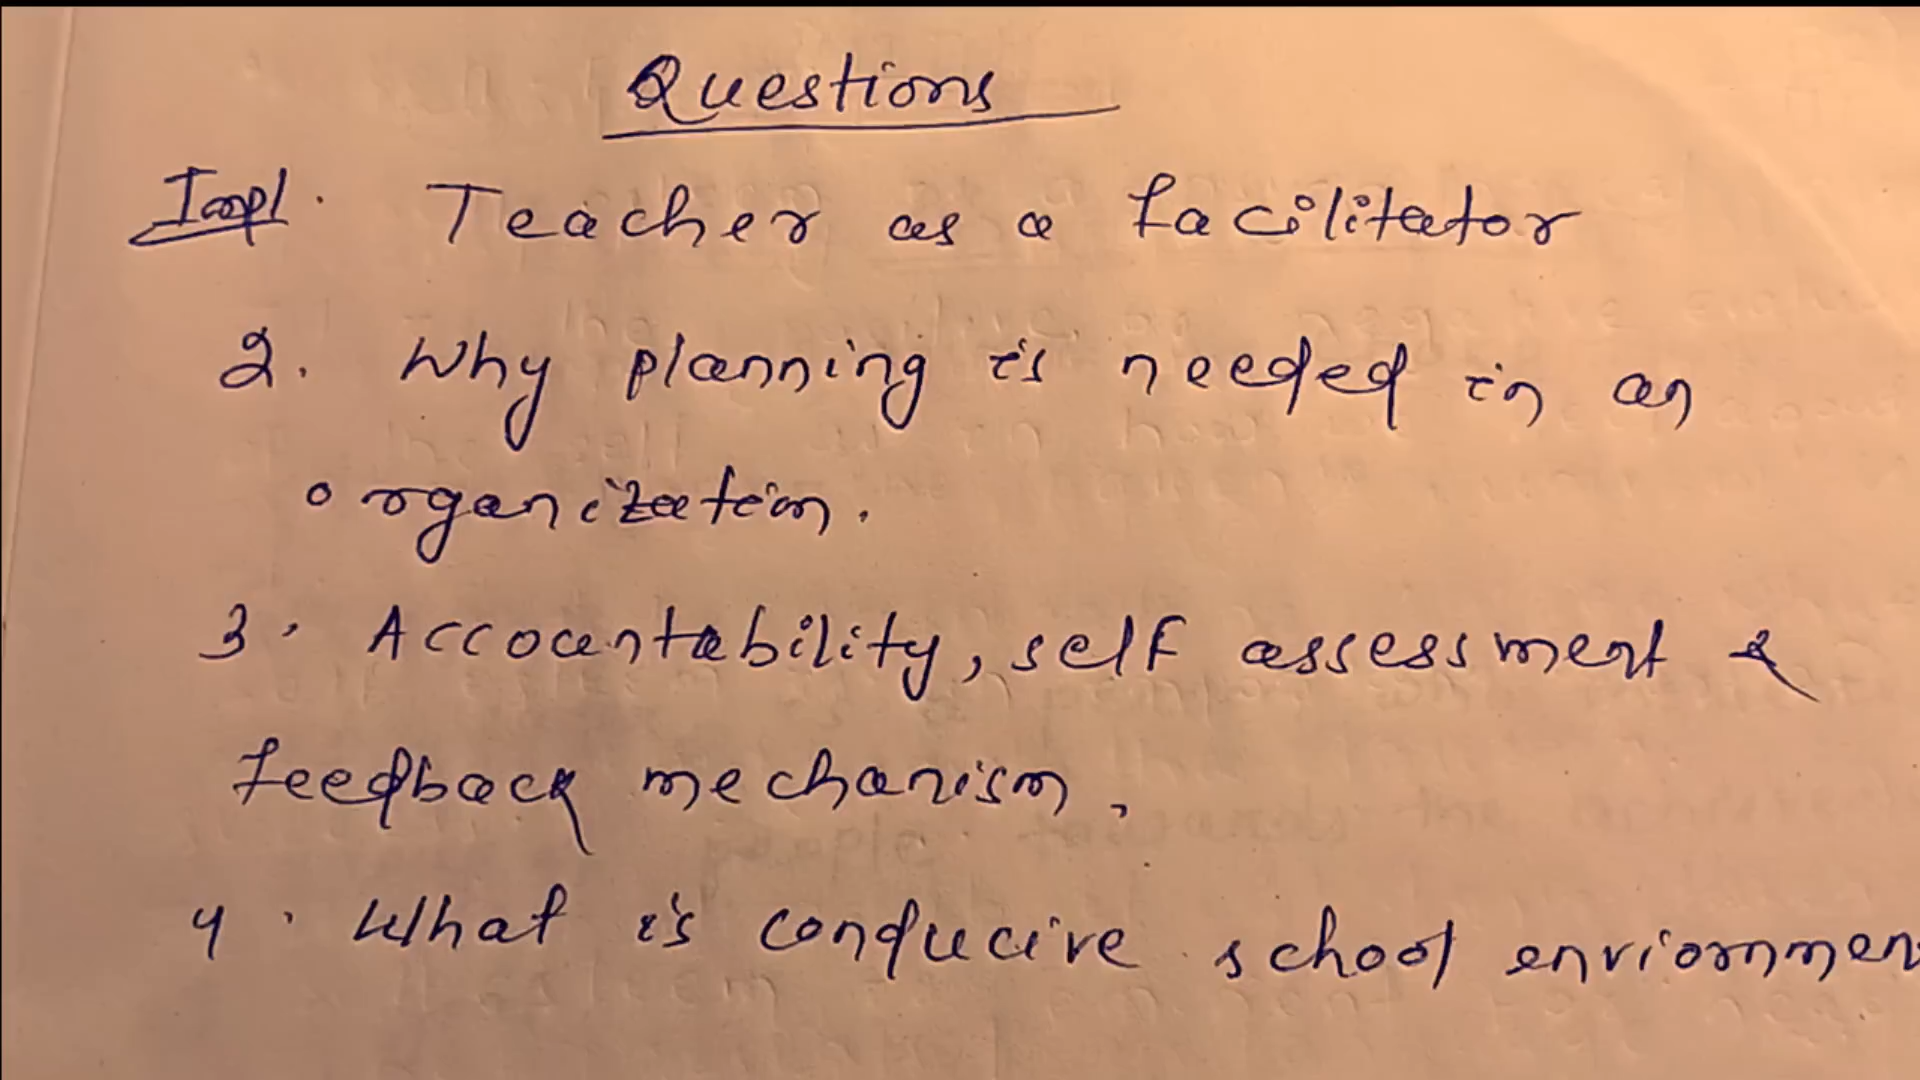 Questions
Imp1. Teacher as a facilitator
2. Why planning is needed in an
organization.
3. Accountability, self assessment &
feedback mechanism.
4. What is conducive school enviornmen